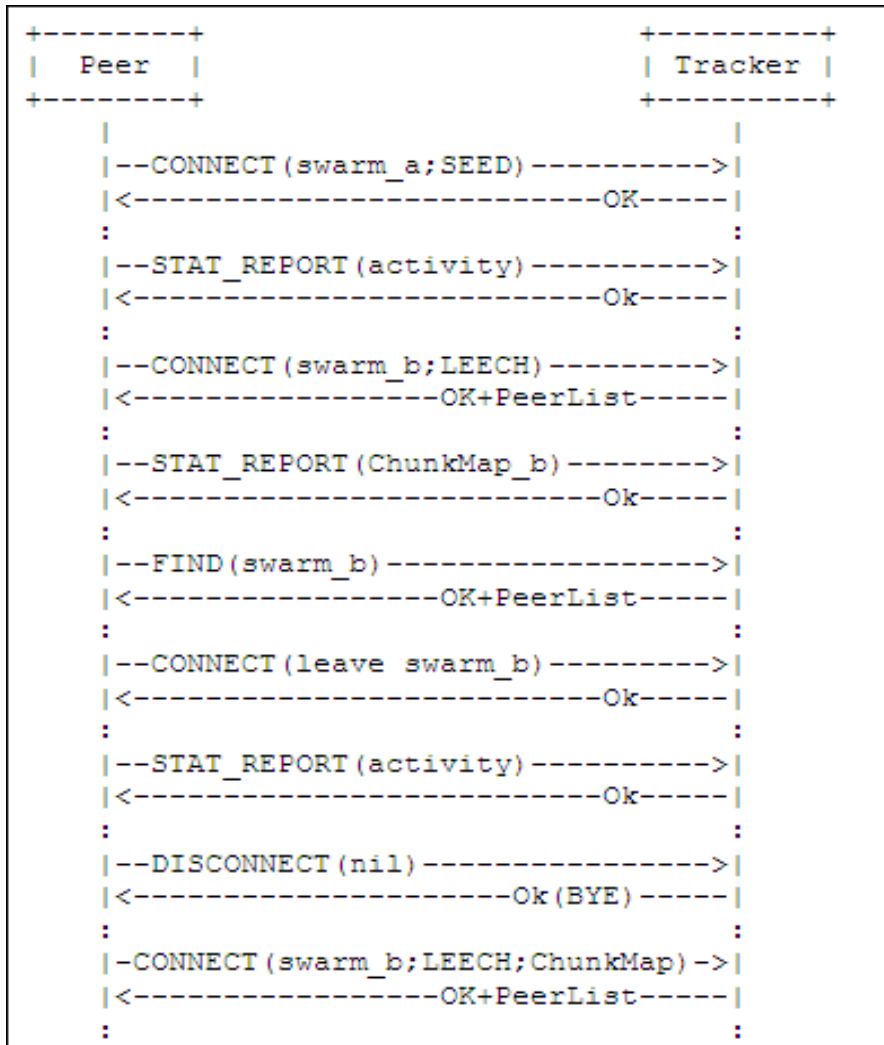 +--------+                                    +---------+
|  Peer  |                                    | Tracker |
+--------+                                    +---------+
    |                                              |
    |--CONNECT(swarm_a;SEED)---------->|
    |<--------------------------OK-----|
    :                                  :
    |--STAT_REPORT(activity)---------->|
    |<--------------------------Ok-----|
    :                                  :
    |--CONNECT(swarm_b;LEECH)--------->|
    |<-----------------OK+PeerList-----|
    :                                  :
    |--STAT_REPORT(ChunkMap_b)-------->|
    |<--------------------------Ok-----|
    :                                  :
    |--FIND(swarm_b)------------------>|
    |<-----------------OK+PeerList-----|
    :                                  :
    |--CONNECT(leave swarm_b)--------->|
    |<--------------------------Ok-----|
    :                                  :
    |--STAT_REPORT(activity)---------->|
    |<--------------------------Ok-----|
    :                                  :
    |--DISCONNECT(nil)---------------->|
    |<---------------------Ok(BYE)-----|
    :                                  :
    |-CONNECT(swarm_b;LEECH;ChunkMap)->|
    |<-----------------OK+PeerList-----|
    :                                  :